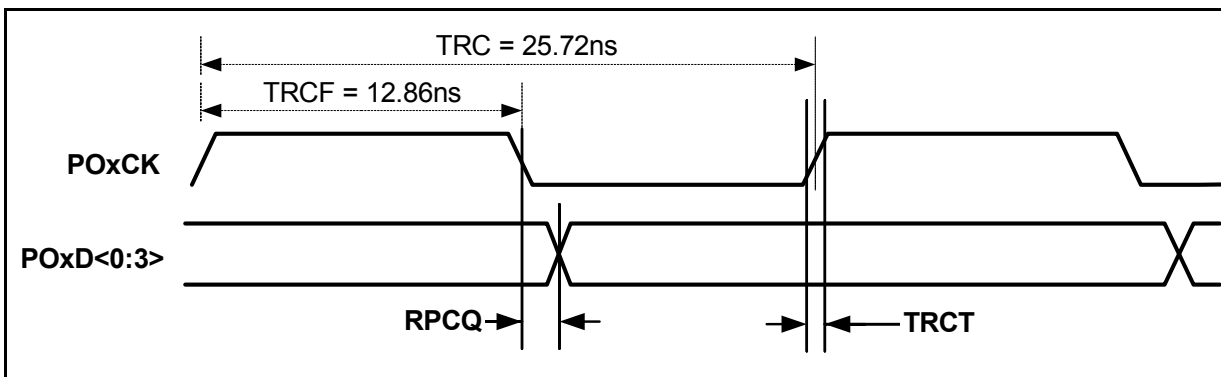 TRC = 25.72ns
TRCF = 12.86ns
POxCK
POxD<0:3>
RPCQ
TRCT